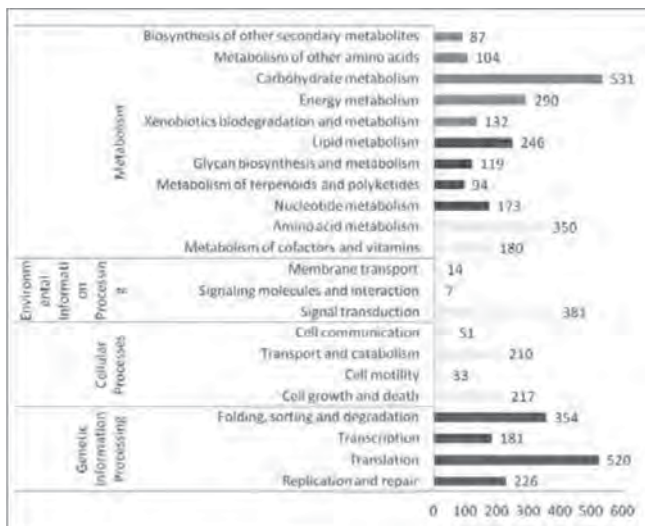 Biosynthesis of other secondary metabolites 87
Metabolism of other amino acids 104
Carbohydrate metabolism 531
Energy metabolism 290
Xenobiotics biodegradation and metabolism 132
Lipid metabolism 246
Glycan biosynthesis and metabolism 119
Metabolism of terpenoids and polyketides 94
Nucleotide metabolism 173
Amino acid metabolism 350
Metabolism of cofactors and vitamins 180
Metabolism
Membrane transport 14
Signaling molecules and interaction 7
Signal transduction 381
Environm
ental
Informati
on
Processin
g
Cell communication 51
Transport and catabolism 210
Cell motility 33
Cell growth and death 217
Cellular
Processes
Folding, sorting and degradation 354
Transcription 181
Translation 520
Replication and repair 226
Genetic
Information
Processing
0 100 200 300 400 500 600